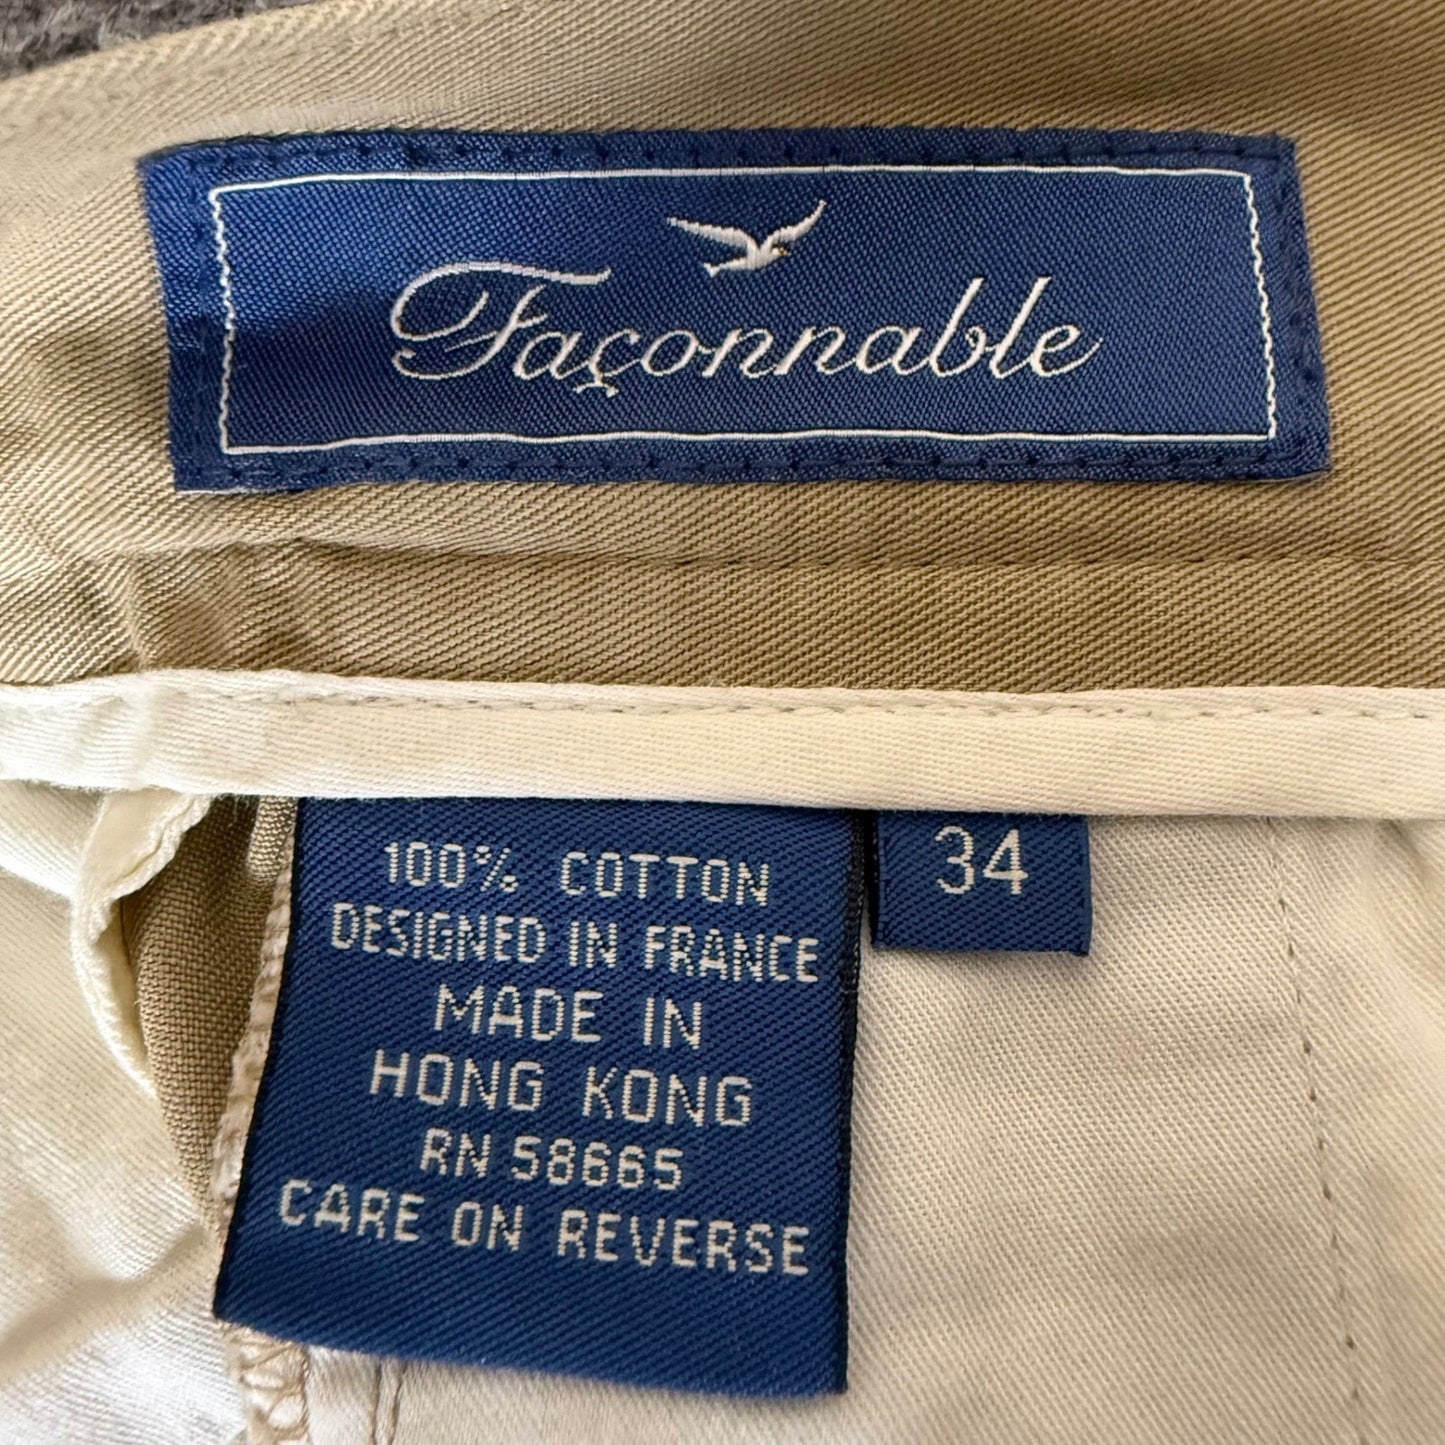 Façonnable
100% COTTON
34
DESIGNED IN FRANCE
MADE IN
HONG KONG
RN 58665
CARE ON REVERSE